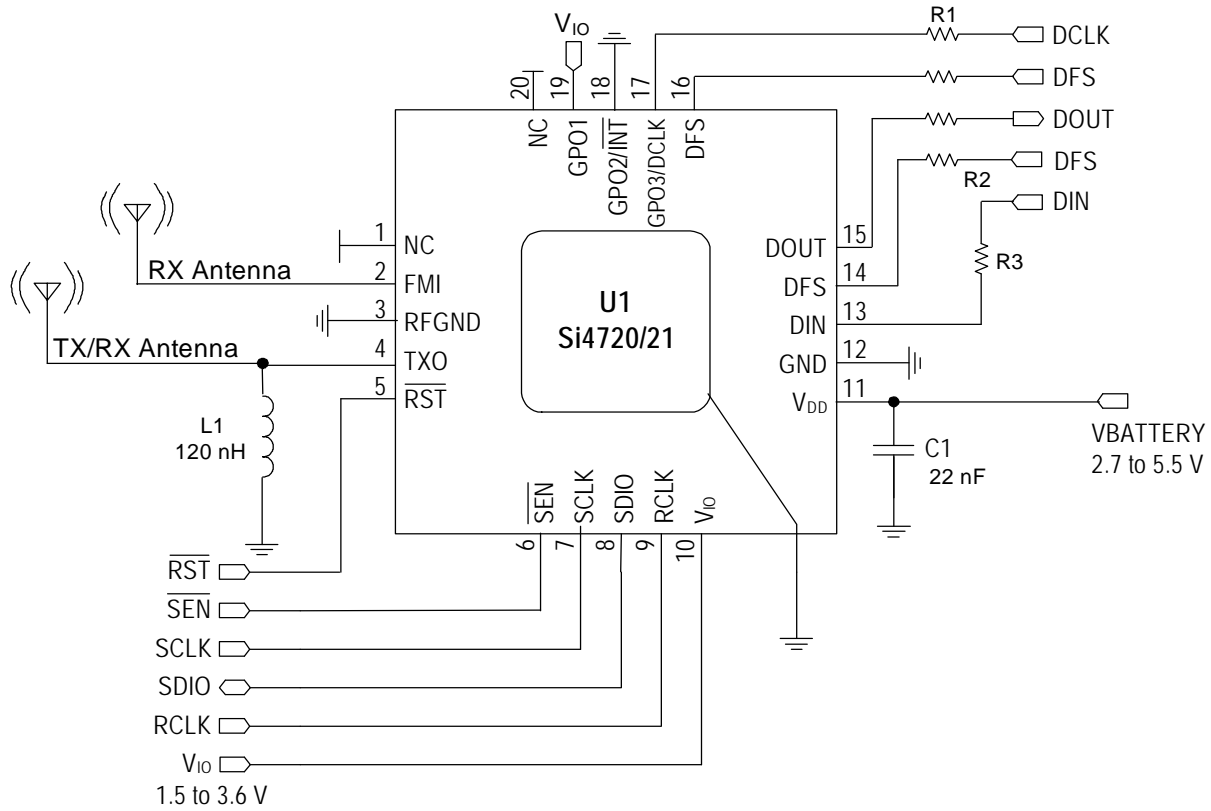 R1
V_IO
DCLK
DFS
DOUT
DFS
R2
DIN
R3
20
19
18
17
16
NC
GPO1
GPO2/INT
GPO3/DCLK
DFS
RX Antenna
TX/RX Antenna
1 NC
2 FMI
3 RFGND
4 TXO
5 RST
U1
Si4720/21
DOUT 15
DFS 14
DIN 13
GND 12
VDD 11
L1
120 nH
C1
22 nF
VBATTERY
2.7 to 5.5 V
SEN
SCLK
SDIO
RCLK
VIO
6
7
8
9
10
RST
SEN
SCLK
SDIO
RCLK
VIO
1.5 to 3.6 V